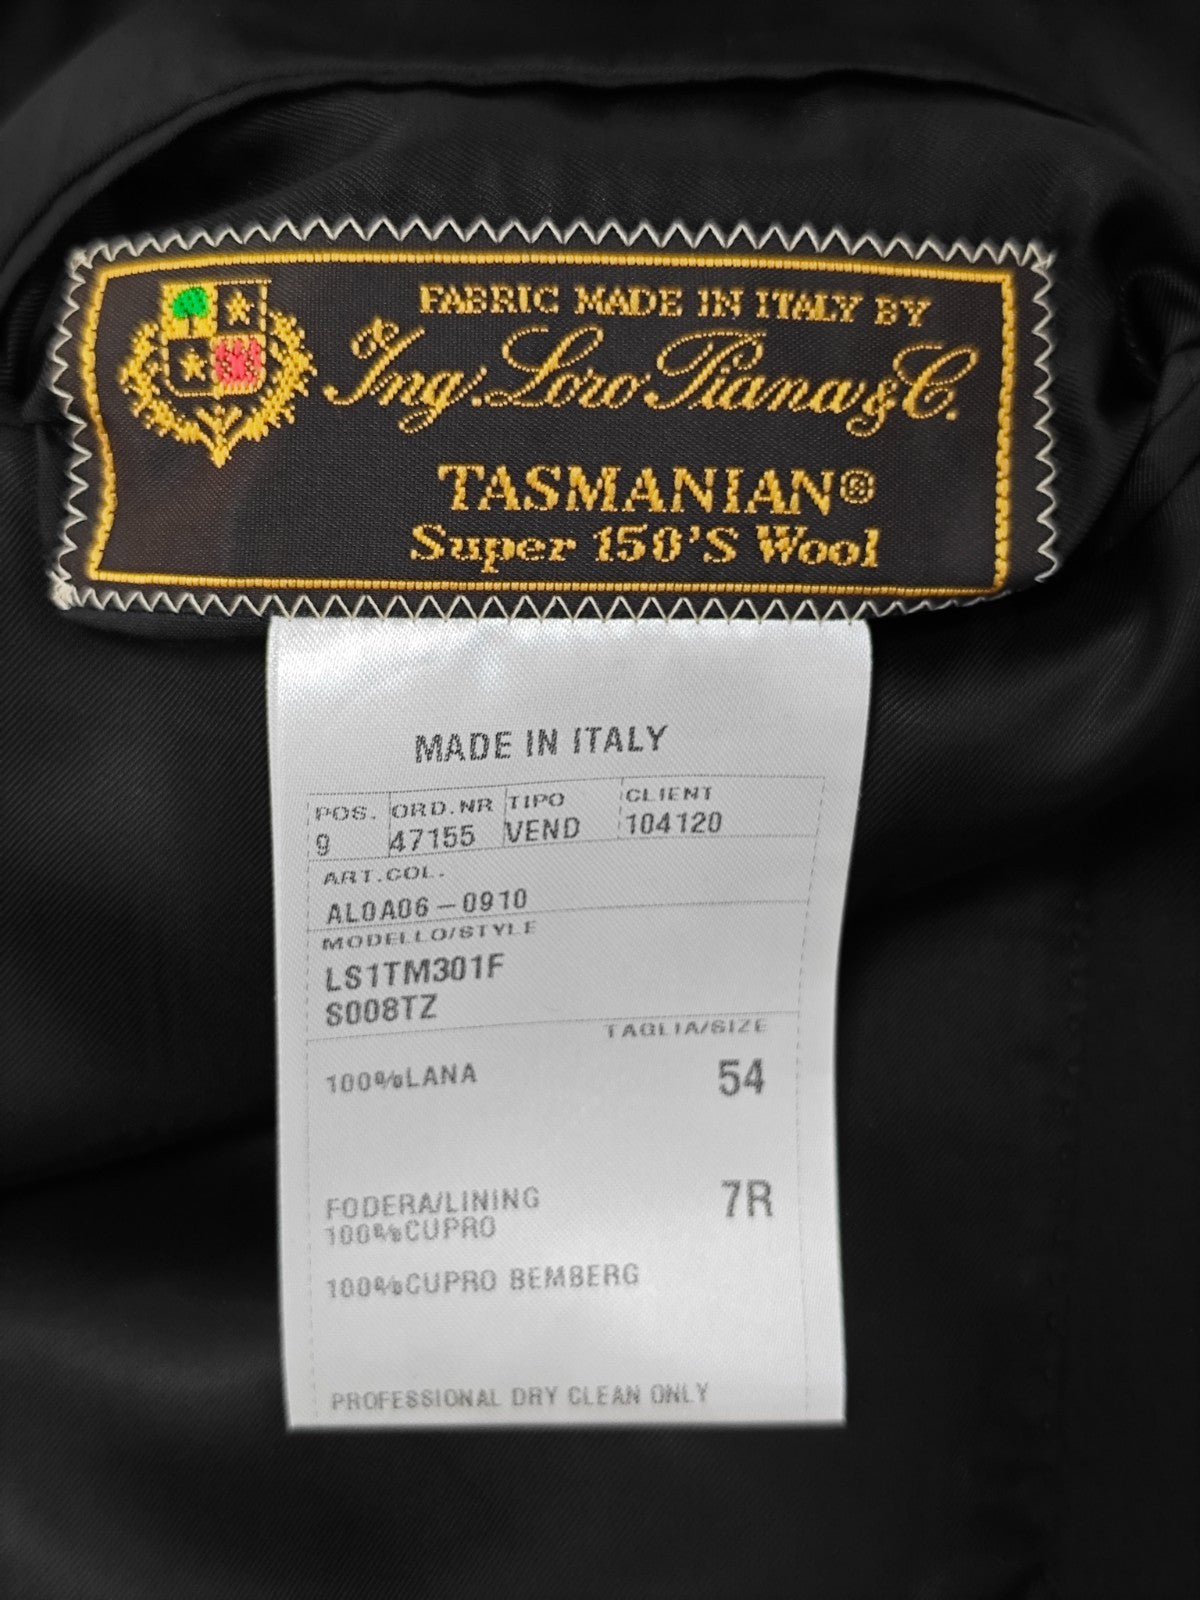 FABRIC MADE IN ITALY BY
Ing. Loro Piana & C.
TASMANIAN®
Super 150'S Wool
MADE IN ITALY
POS. ORD.NR TIPO CLIENT
9 47155 VEND 104120
ART.COL.
AL0A06-0910
MODELLO/STYLE
LS1TM301F
S008TZ
TAGLIA/SIZE
100%LANA 54
FODERA/LINING 7R
100%CUPRO
100%CUPRO BEMBERG
PROFESSIONAL DRY CLEAN ONLY